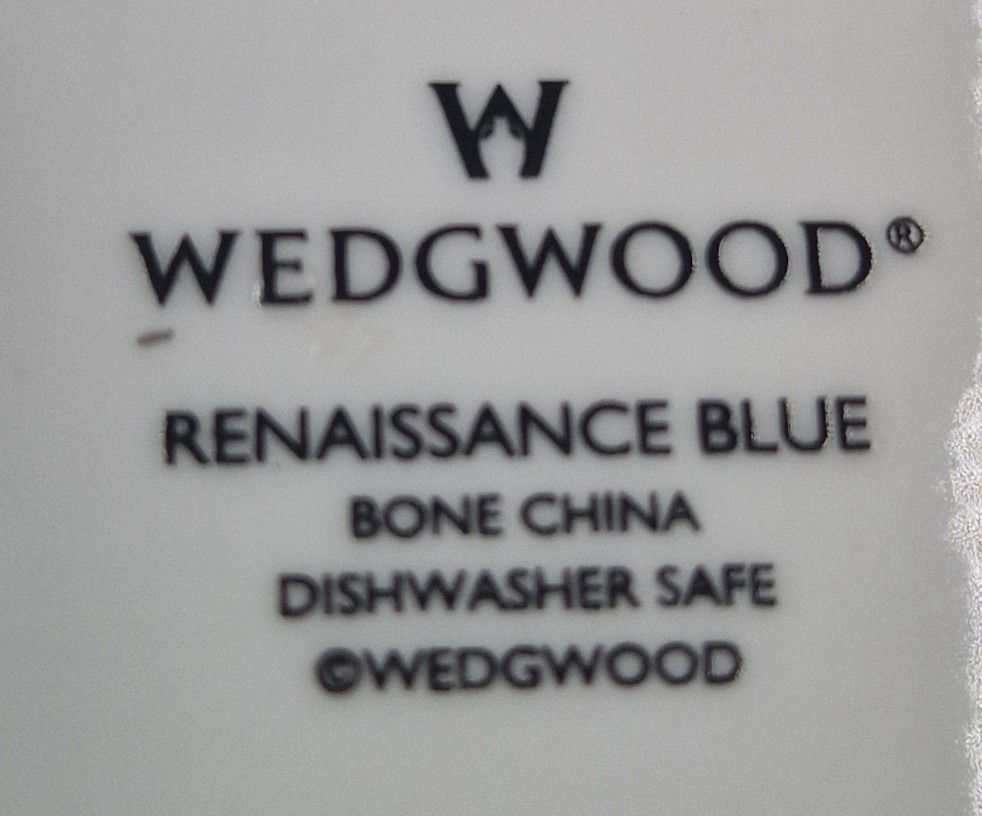 W
WEDGWOOD®
RENAISSANCE BLUE
BONE CHINA
DISHWASHER SAFE
©WEDGWOOD